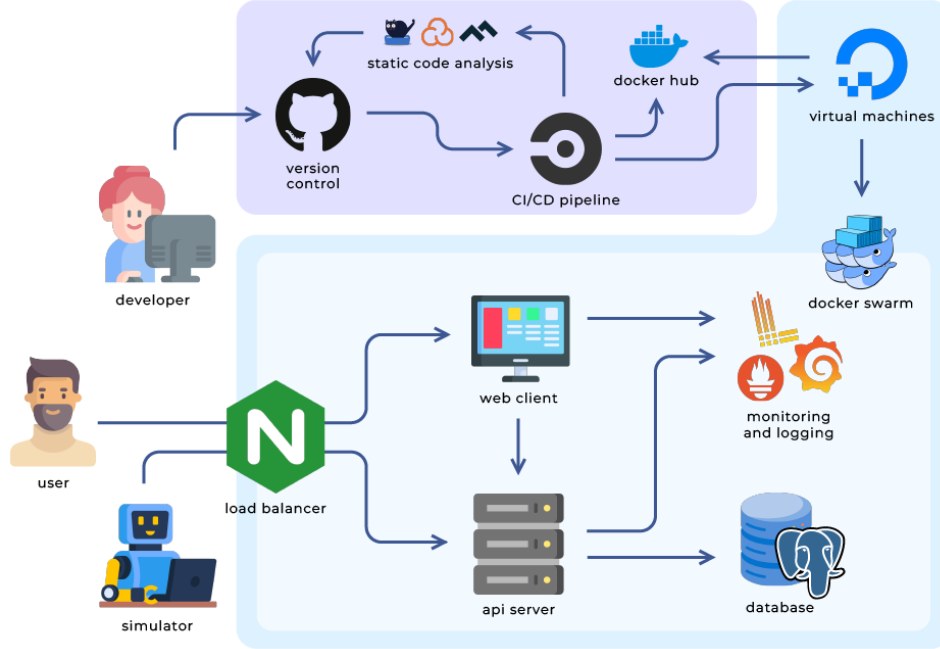 static code analysis
docker hub
virtual machines
version
control
CI/CD pipeline
developer
docker swarm
web client
monitoring
and logging
user
N
load balancer
api server
database
simulator